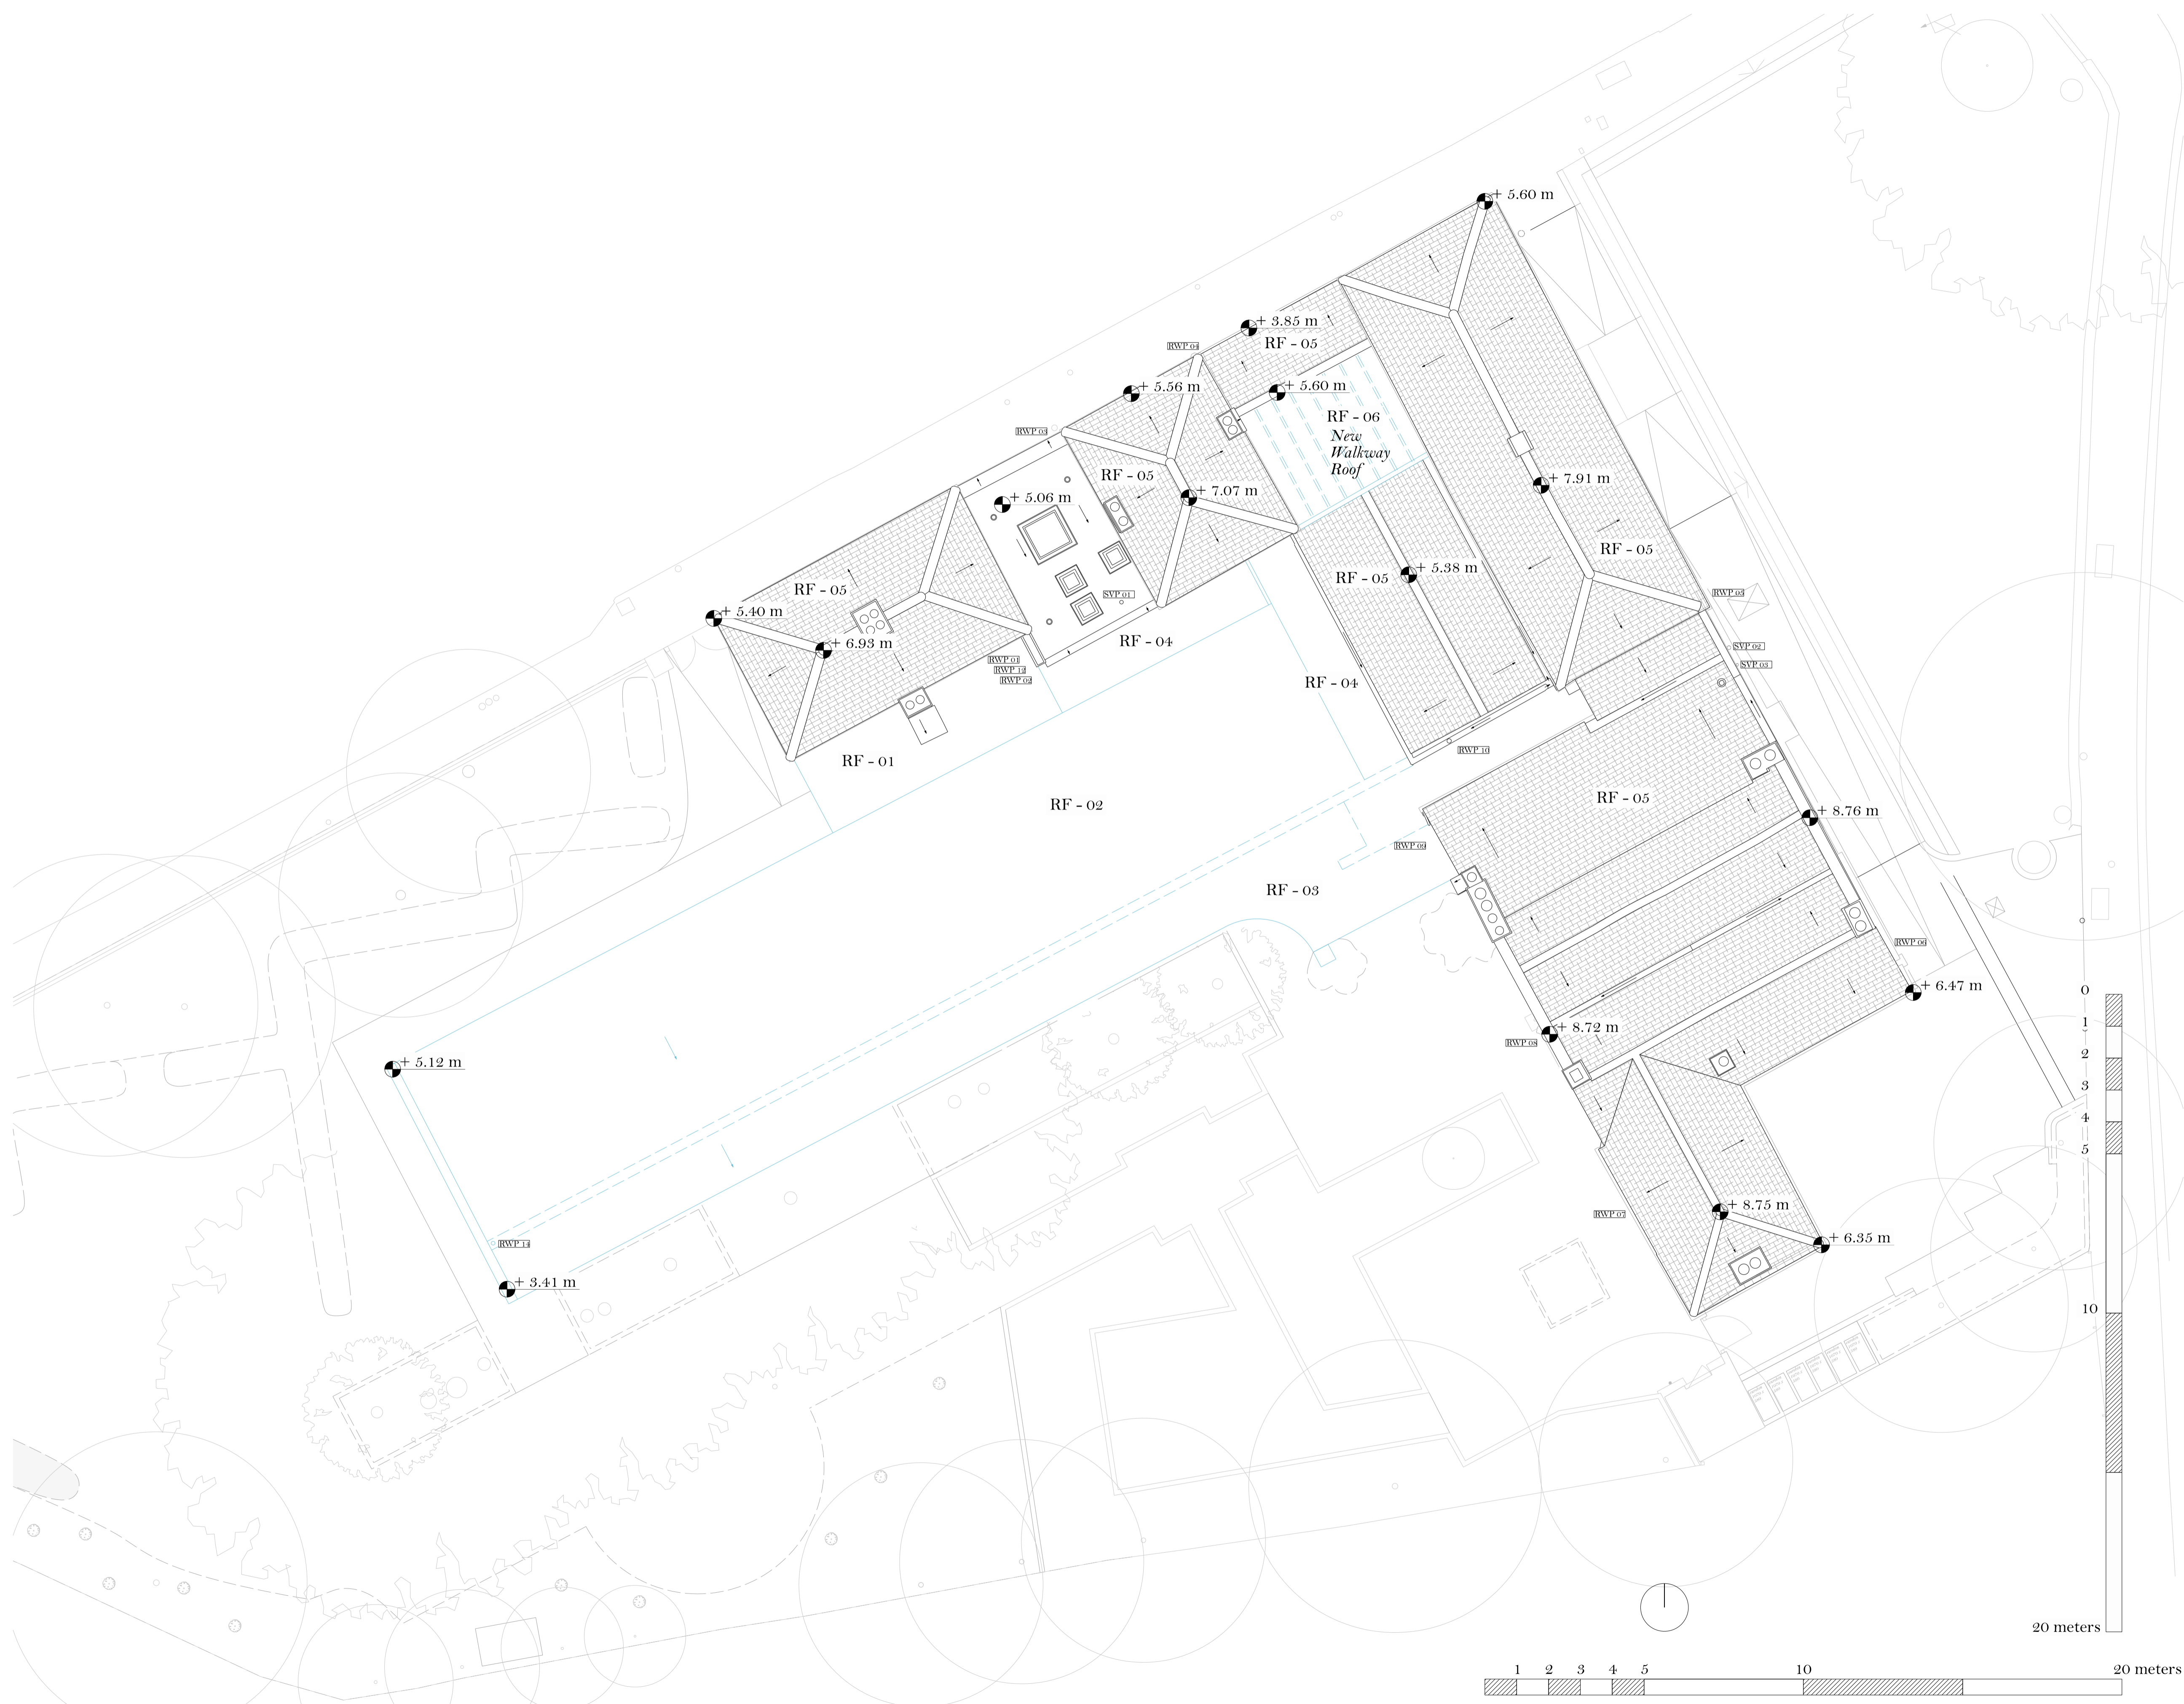 + 5.60 m
+ 3.85 m
RF - 05
RWP 04
+ 5.56 m
+ 5.60 m
RF - 06
New
Walkway
Roof
RWP 03
RF - 05
+ 7.07 m
+ 7.91 m
+ 5.06 m
RF - 05
RF - 05
+ 5.38 m
RF - 05
SVP 01
RWP 05
+ 5.40 m
+ 6.93 m
RF - 04
SVP 02
SVP 03
RWP 01
RWP 12
RWP 02
RF - 04
RWP 10
RF - 01
RF - 02
RF - 05
+ 8.76 m
RWP 09
RF - 03
RWP 06
+ 6.47 m
+ 8.72 m
RWP 08
+ 5.12 m
RWP 07
+ 8.75 m
+ 6.35 m
RWP 14
+ 3.41 m
0
1
2
3
4
5
10
20 meters
1 2 3 4 5 10 20 meters